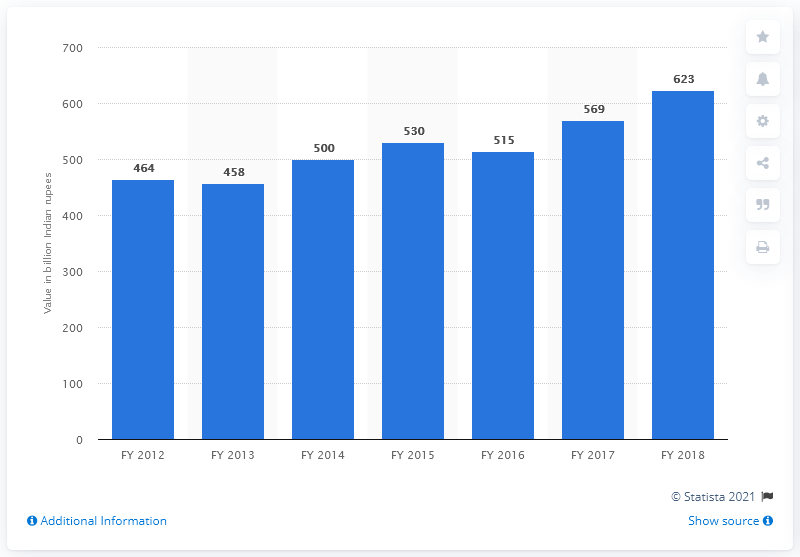 Value in billion Indian rupees
700
600
500
400
300
200
100
0
464
458
500
530
515
569
623
FY 2012
FY 2013
FY 2014
FY 2015
FY 2016
FY 2017
FY 2018
© Statista 2021
Additional Information
Show source